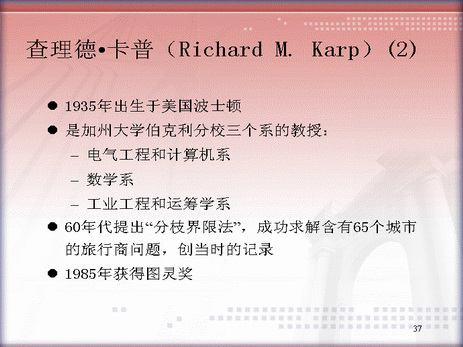 查理德•卡普（Richard M. Karp）(2)
● 1935年出生于美国波士顿
● 是加州大学伯克利分校三个系的教授：
– 电气工程和计算机系
– 数学系
– 工业工程和运筹学系
● 60年代提出“分枝界限法”，成功求解含有65个城市
的旅行商问题，创当时的记录
● 1985年获得图灵奖
37